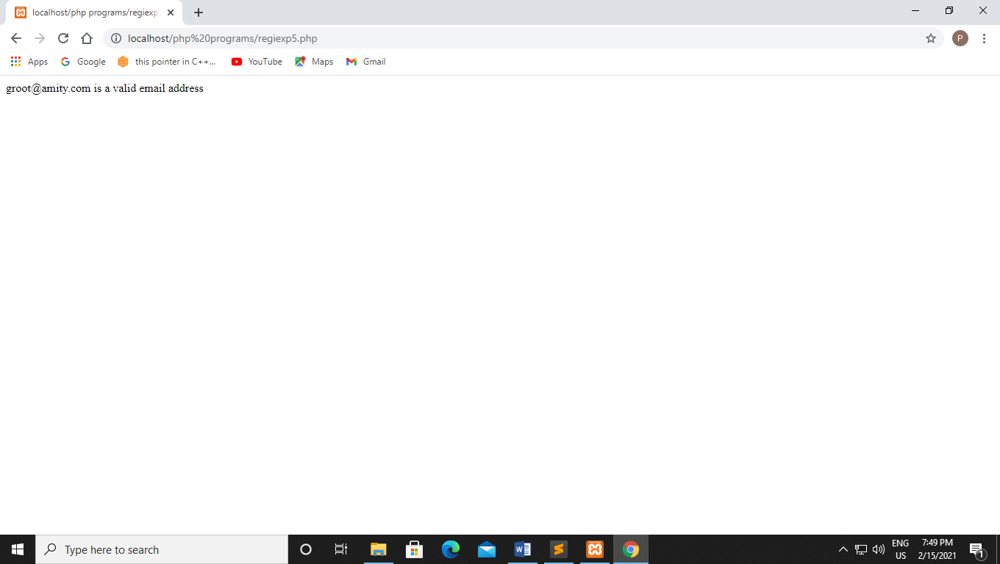 localhost/php programs/regiexp5
localhost/php%20programs/regiexp5.php
P
Apps Google this pointer in C++... YouTube Maps Gmail
groot@amity.com is a valid email address
Type here to search
ENG 7:49 PM
US 2/15/2021
1